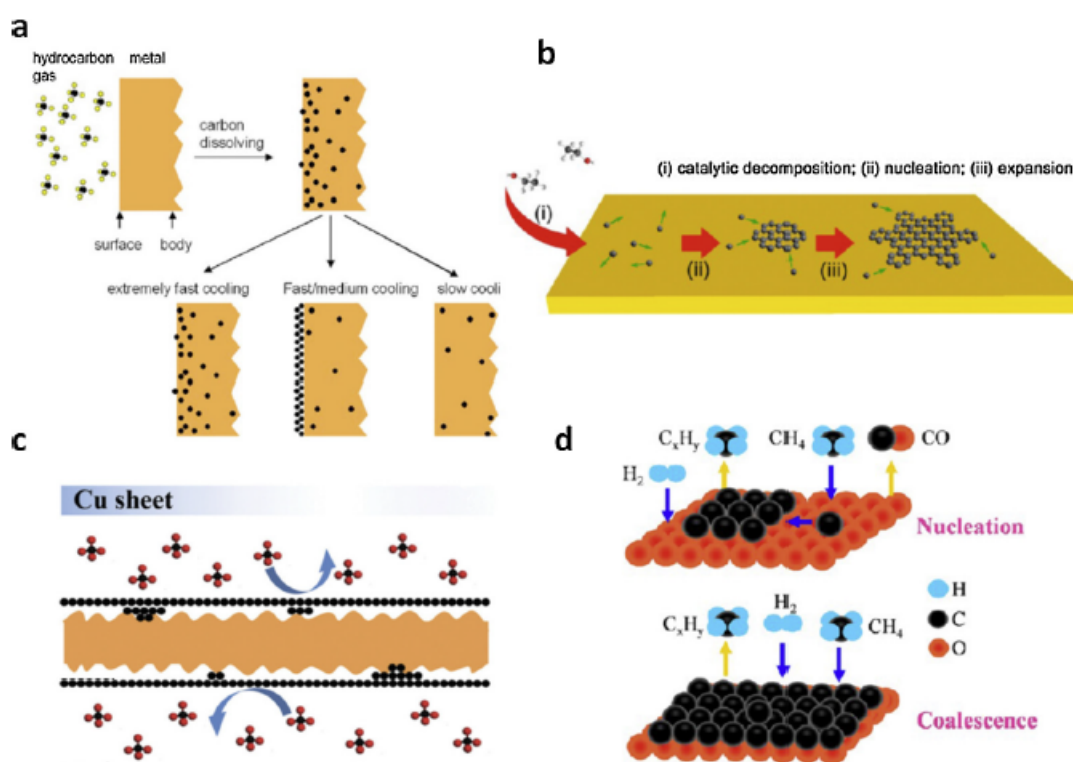 a
hydrocarbon gas
metal
carbon dissolving
surface
body
extremely fast cooling
Fast/medium cooling
slow cooli
b
(i) catalytic decomposition; (ii) nucleation; (iii) expansion
(i)
(ii)
(iii)
c
Cu sheet
d
CxHy
CH4
CO
H2
Nucleation
H
C
O
CxHy
H2
CH4
Coalescence